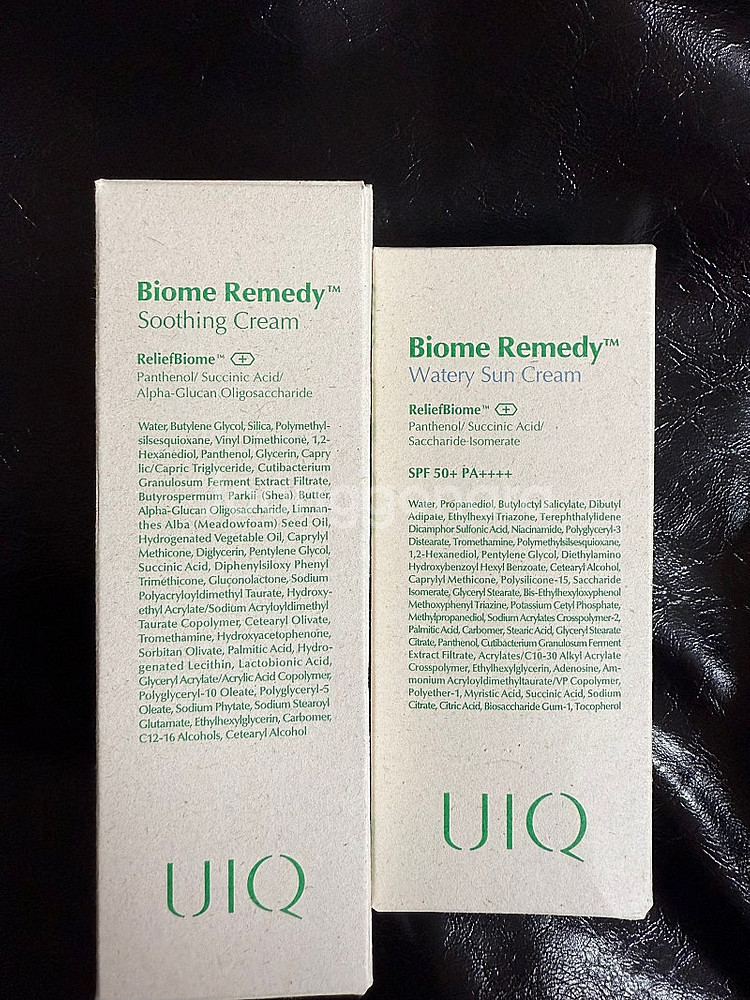 Biome Remedy™
Soothing Cream
ReliefBiome™
Panthenol/ Succinic Acid/
Alpha-Glucan Oligosaccharide
Water, Butylene Glycol, Silica, Polymethyl-
silsesquioxane, Vinyl Dimethicone, 1,2-
Hexanediol, Panthenol, Glycerin, Capry
lic/Capric Triglyceride, Cutibacterium
Granulosum Ferment Extract Filtrate,
Butyrospermum Parkii (Shea) Butter,
Alpha-Glucan Oligosaccharide, Limnan-
thes Alba (Meadowfoam) Seed Oil,
Hydrogenated Vegetable Oil, Caprylyl
Methicone, Diglycerin, Pentylene Glycol,
Succinic Acid, Diphenylsiloxy Phenyl
Trimethicone, Gluconolactone, Sodium
Polyacryloyldimethyl Taurate, Hydroxy-
ethyl Acrylate/Sodium Acryloyldimethyl
Taurate Copolymer, Cetearyl Olivate,
Tromethamine, Hydroxyacetophenone,
Sorbitan Olivate, Palmitic Acid, Hydro-
genated Lecithin, Lactobionic Acid,
Glyceryl Acrylate/Acrylic Acid Copolymer,
Polyglyceryl-10 Oleate, Polyglyceryl-5
Oleate, Sodium Phytate, Sodium Stearoyl
Glutamate, Ethylhexylglycerin, Carbomer,
C12-16 Alcohols, Cetearyl Alcohol
UIQ
Biome Remedy™
Watery Sun Cream
ReliefBiome™
Panthenol/ Succinic Acid/
Saccharide Isomerate
SPF 50+ PA++++
Water, Propanediol, Butyloctyl Salicylate, Dibutyl
Adipate, Ethylhexyl Triazone, Terephthalylidene
Dicamphor Sulfonic Acid, Niacinamide, Polyglyceryl-3
Distearate, Tromethamine, Polymethylsilsesquioxane,
1,2-Hexanediol, Pentylene Glycol, Diethylamino
Hydroxybenzoyl Hexyl Benzoate, Cetearyl Alcohol,
Caprylyl Methicone, Polysilicone-15, Saccharide
Isomerate, Glyceryl Stearate, Bis-Ethylhexyloxyphenol
Methoxyphenyl Triazine, Potassium Cetyl Phosphate,
Methylpropanediol, Sodium Acrylates Crosspolymer-2,
Palmitic Acid, Carbomer, Stearic Acid, Glyceryl Stearate
Citrate, Panthenol, Cutibacterium Granulosum Ferment
Extract Filtrate, Acrylates/C10-30 Alkyl Acrylate
Crosspolymer, Ethylhexylglycerin, Adenosine, Am-
monium Acryloyldimethyltaurate/VP Copolymer,
Polyether-1, Myristic Acid, Succinic Acid, Sodium
Citrate, Citric Acid, Biosaccharide Gum-1, Tocopherol
UIQ